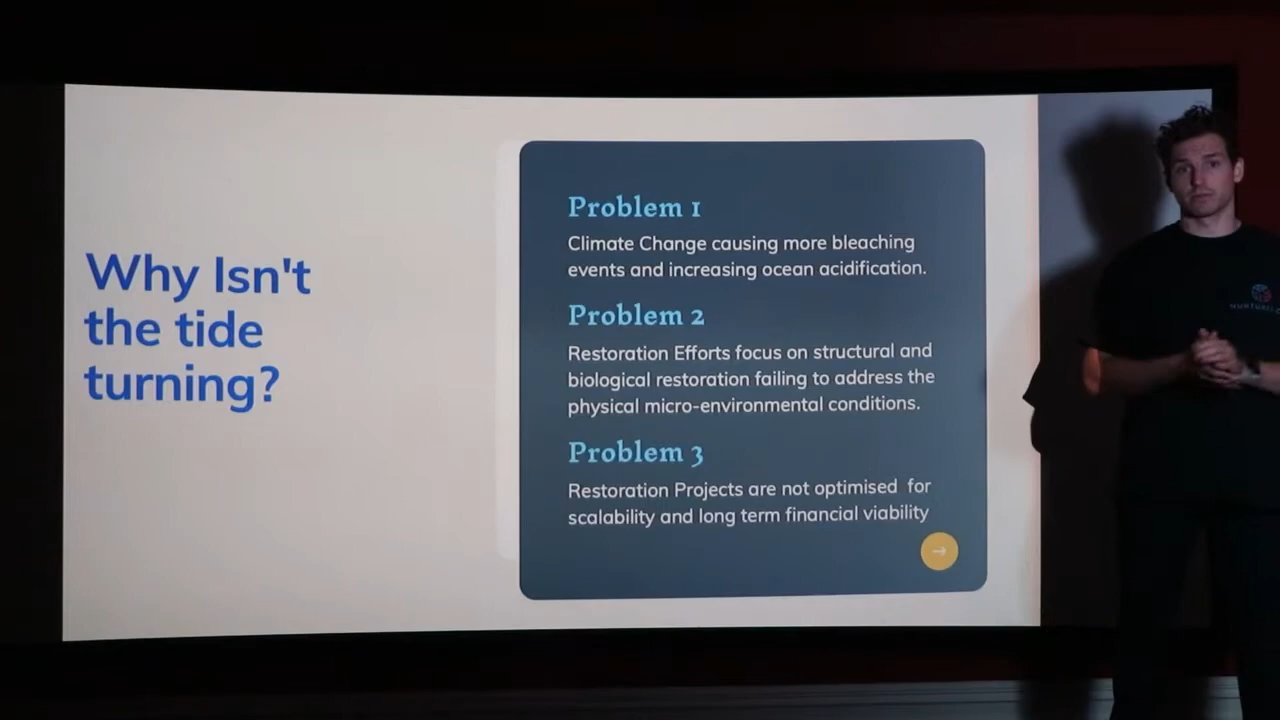 Why Isn't
the tide
turning?
Problem 1
Climate Change causing more bleaching
events and increasing ocean acidification.
Problem 2
Restoration Efforts focus on structural and
biological restoration failing to address the
physical micro-environmental conditions.
Problem 3
Restoration Projects are not optimised for
scalability and long term financial viability